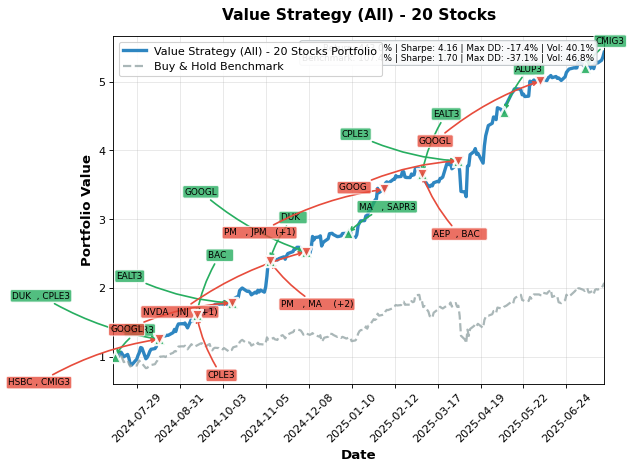 Value Strategy (All) - 20 Stocks
Value Strategy (All) - 20 Stocks Portfolio
Buy & Hold Benchmark
% | Sharpe: 4.16 | Max DD: -17.4% | Vol: 40.1%
% | Sharpe: 1.70 | Max DD: -37.1% | Vol: 46.8%
CMIG3
ALUP3
EALT3
CPLE3
GOOGL
GOOG
GOOGL
MA , SAPR3
DUK
PM , JPM (+1)
AEP , BAC
BAC
EALT3
DUK , CPLE3
PM , MA (+2)
NVDA , JNJ (+1)
GOOGL
CPLE3
HSBC , CMIG3
Portfolio Value
5
4
3
2
1
2024-07-29
2024-08-31
2024-10-03
2024-11-05
2024-12-08
2025-01-10
2025-02-12
2025-03-17
2025-04-19
2025-05-22
2025-06-24
Date